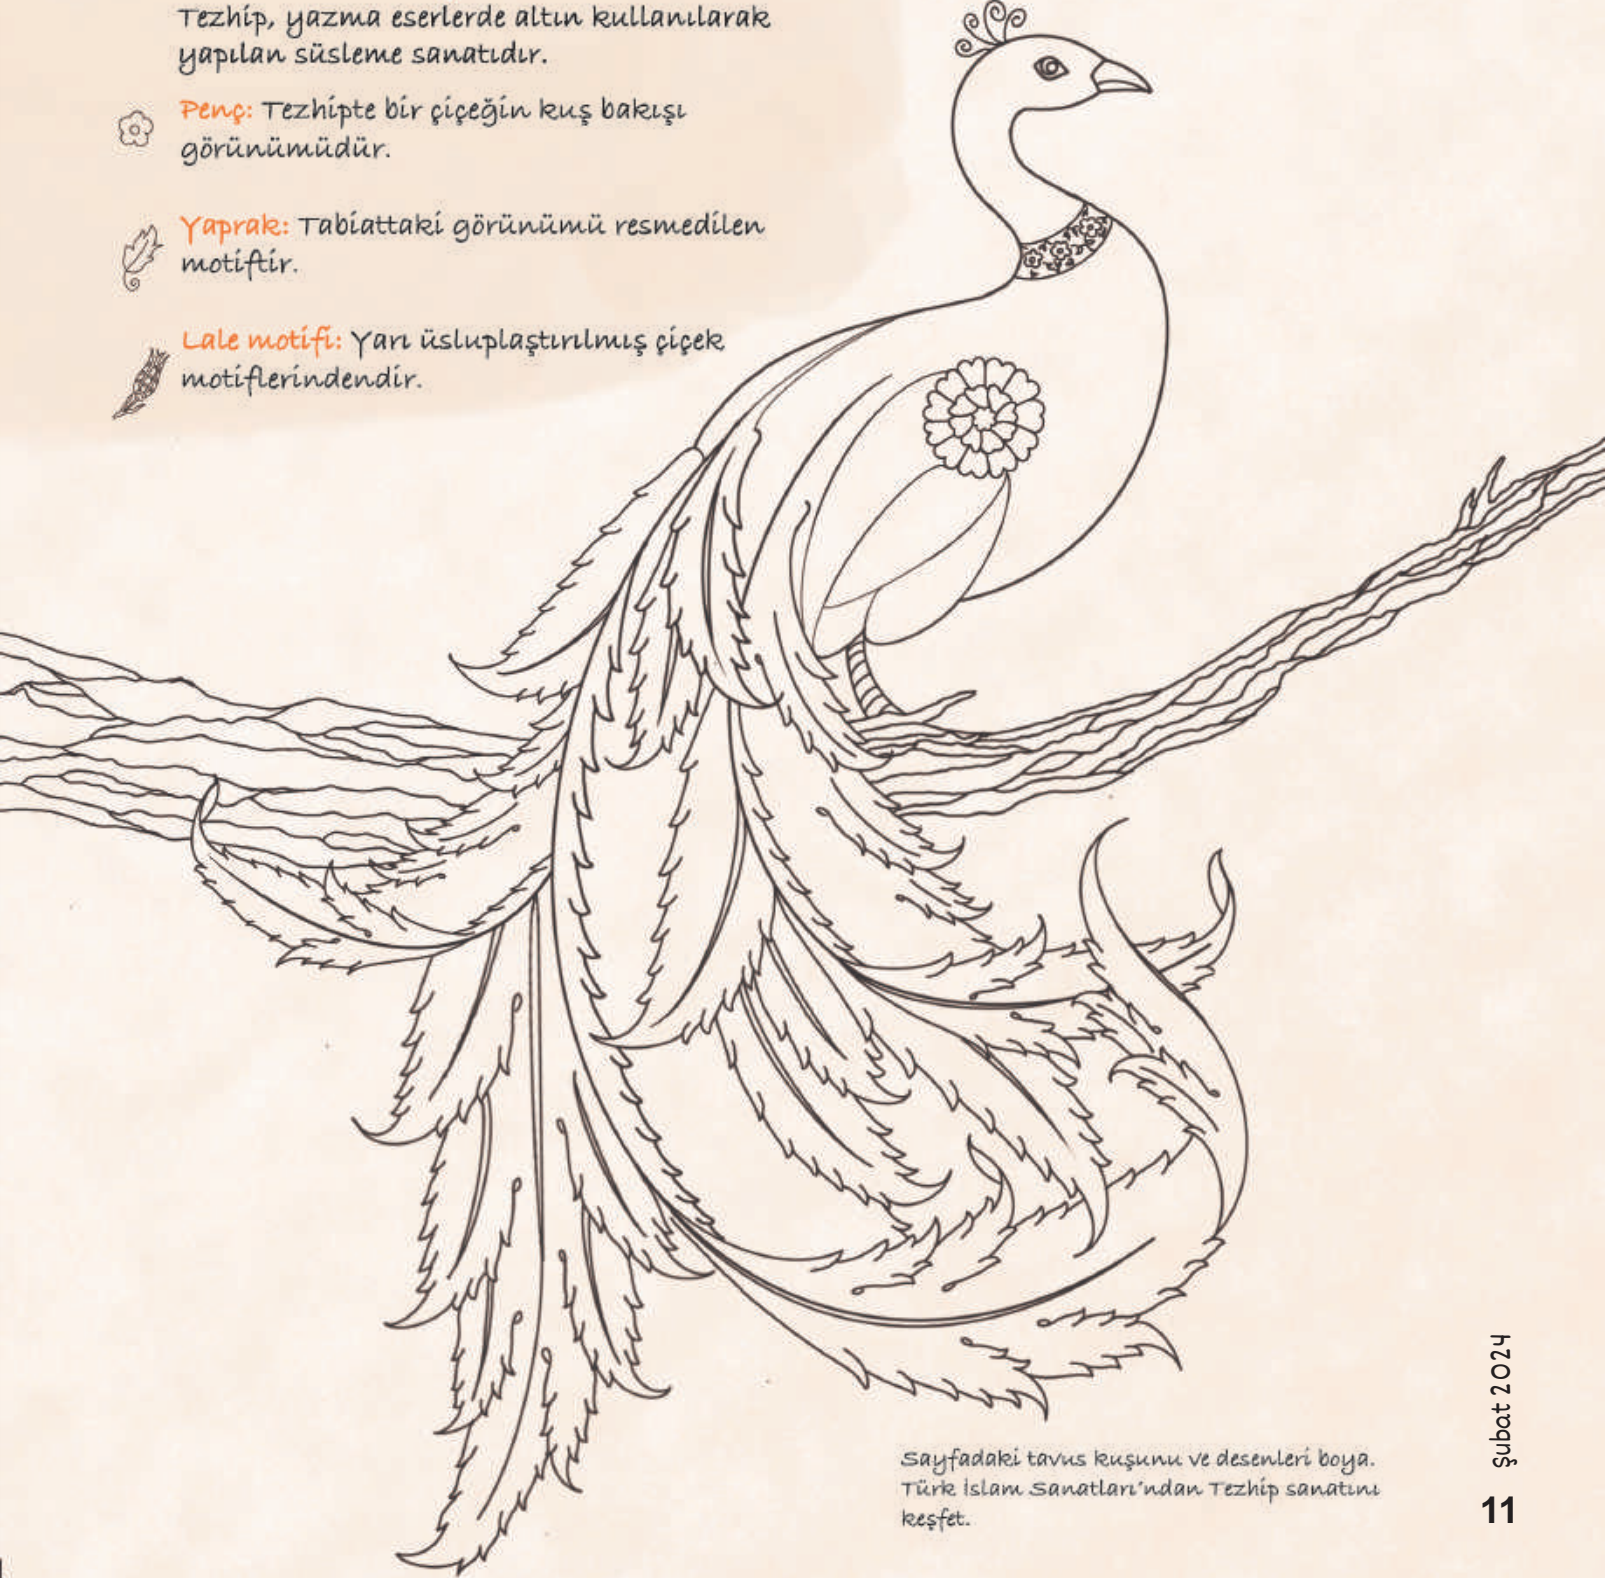 Tezhip, yazma eserlerde altın kullanılarak
yapılan süsleme sanatıdır.
Penç: Tezhipte bir çiçeğin kuş bakışı
görünümüdür.
Yaprak: Tabiattaki görünümü resmedilen
motiftir.
Lale motifi: Yarı üsluplaştırılmış çiçek
motiflerindendir.
Sayfadaki tavus kuşunu ve desenleri boya.
Türk İslam Sanatları'ndan Tezhip sanatını
keşfet.
Şubat 2024
11